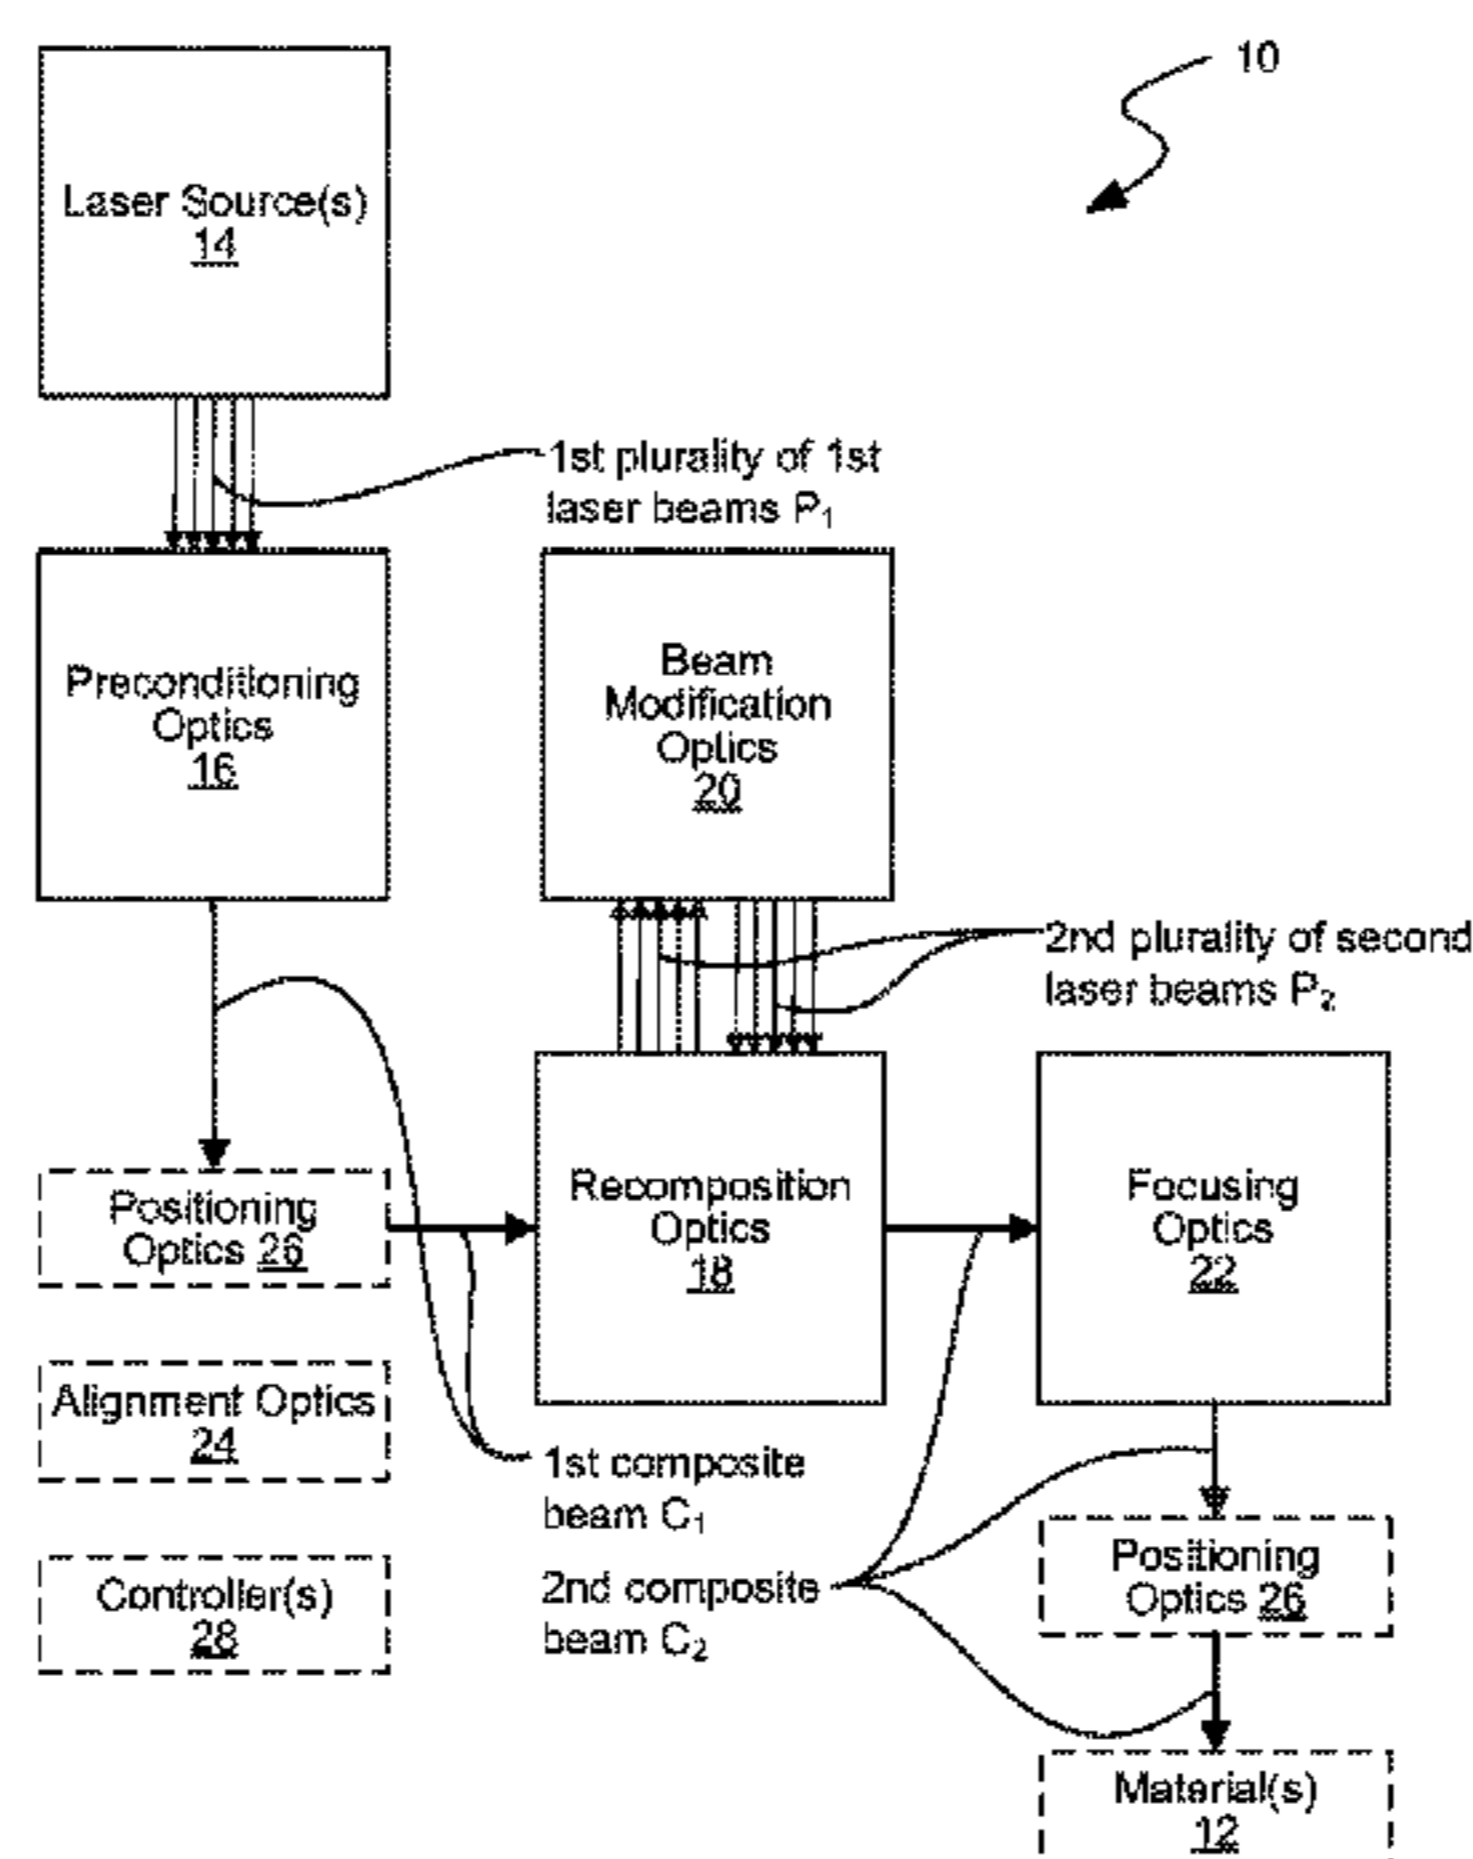 10
Laser Source(s)
14
1st plurality of 1st
laser beams P₁
Preconditioning
Optics
16
Beam
Modification
Optics
20
2nd plurality of second
laser beams P₂
Positioning
Optics 26
Recomposition
Optics
18
Focusing
Optics
22
Alignment Optics
24
1st composite
beam C₁
Controller(s)
28
2nd composite
beam C₂
Positioning
Optics 26
Material(s)
12